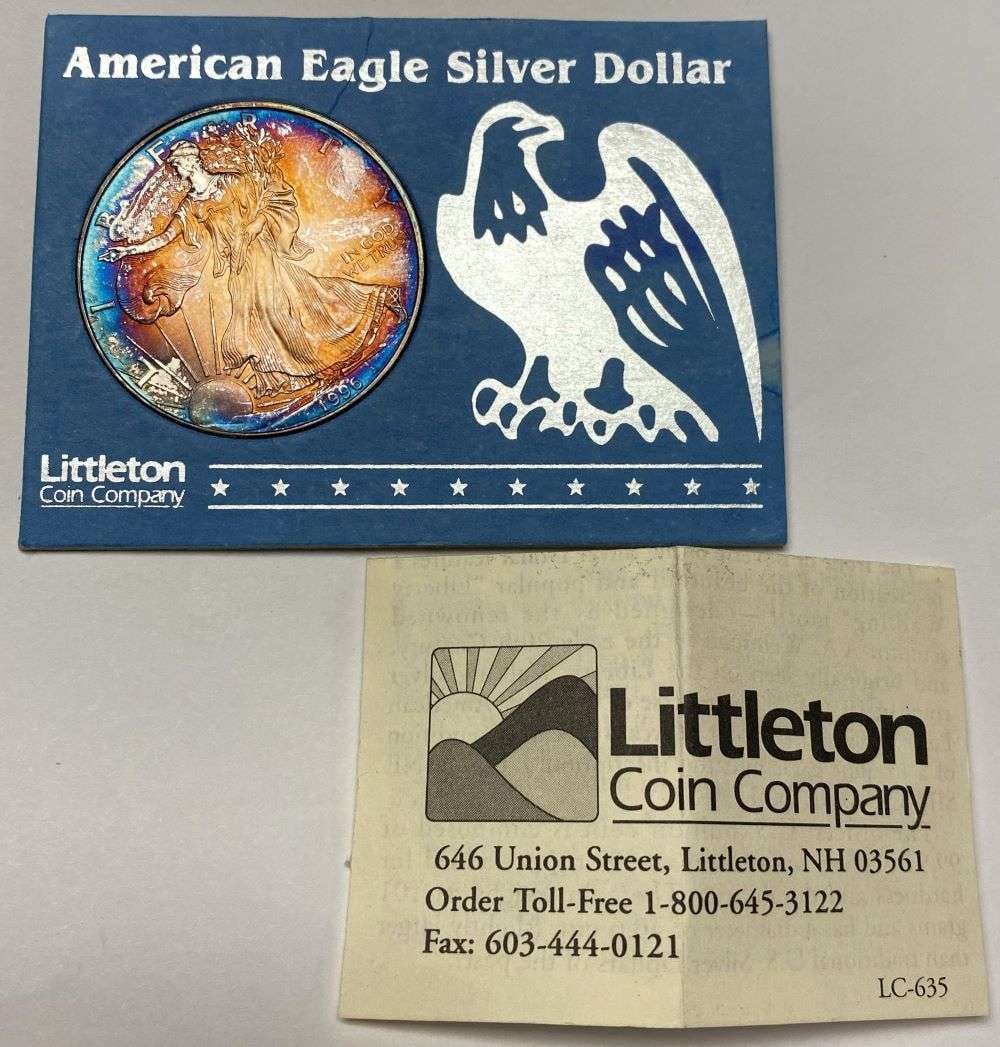 American Eagle Silver Dollar
LIBERTY
IN GOD
WE TRUST
1996
Littleton
Coin Company
Littleton
Coin Company
646 Union Street, Littleton, NH 03561
Order Toll-Free 1-800-645-3122
Fax: 603-444-0121
LC-635